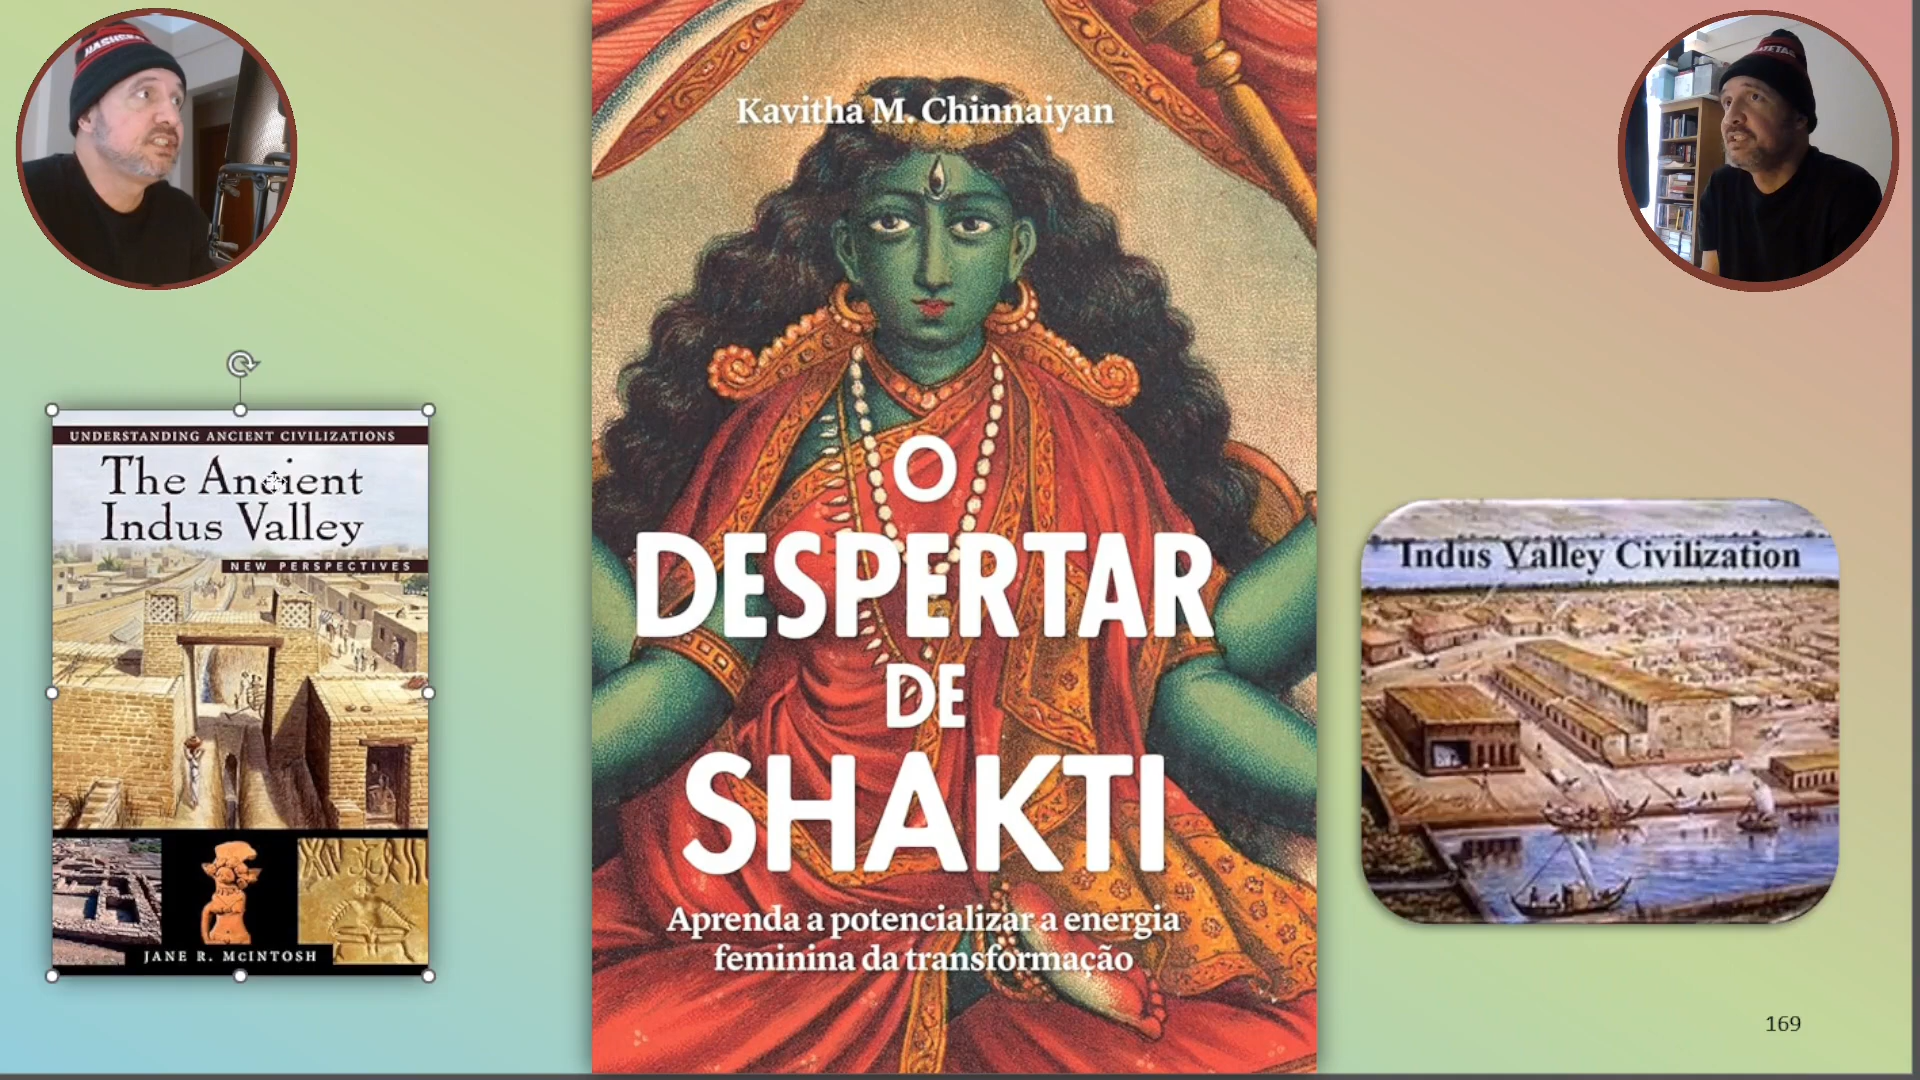 UNDERSTANDING ANCIENT CIVILIZATIONS
The Ancient
Indus Valley
NEW PERSPECTIVES
JANE R. McINTOSH
Kavitha M. Chinnaiyan
O
DESPERTAR
DE
SHAKTI
Aprenda a potencializar a energia
feminina da transformação
Indus Valley Civilization
169